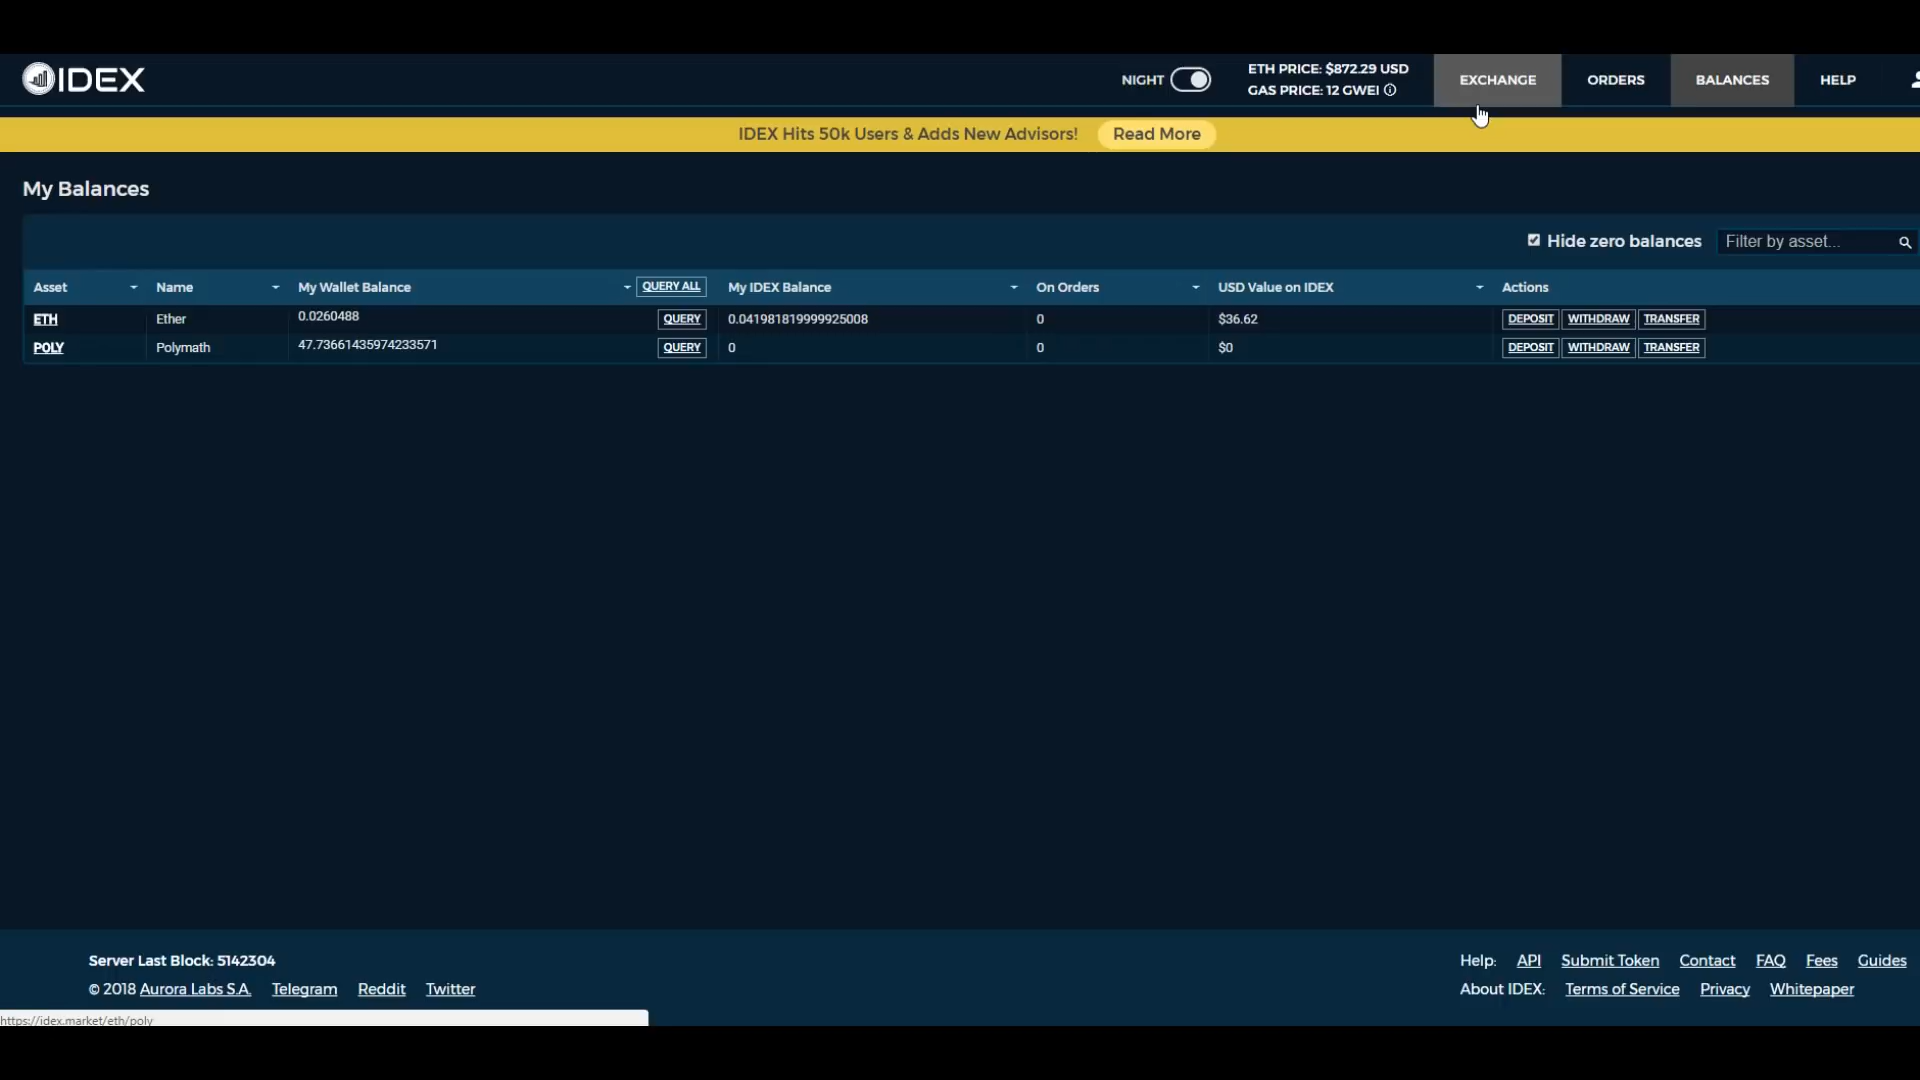 IDEX
NIGHT
ETH PRICE: $872.29 USD
GAS PRICE: 12 GWEI
EXCHANGE
ORDERS
BALANCES
HELP
IDEX Hits 50k Users & Adds New Advisors! Read More
My Balances
Hide zero balances Filter by asset...
Asset Name My Wallet Balance QUERY ALL My IDEX Balance On Orders USD Value on IDEX Actions
ETH Ether 0.0260488 QUERY 0.041981819999925008 0 $36.62 DEPOSIT WITHDRAW TRANSFER
POLY Polymath 47.73661435974233571 QUERY 0 0 $0 DEPOSIT WITHDRAW TRANSFER
Server Last Block: 5142304
© 2018 Aurora Labs S.A. Telegram Reddit Twitter
Help: API Submit Token Contact FAQ Fees Guides
About IDEX: Terms of Service Privacy Whitepaper
https://idex.market/eth/poly